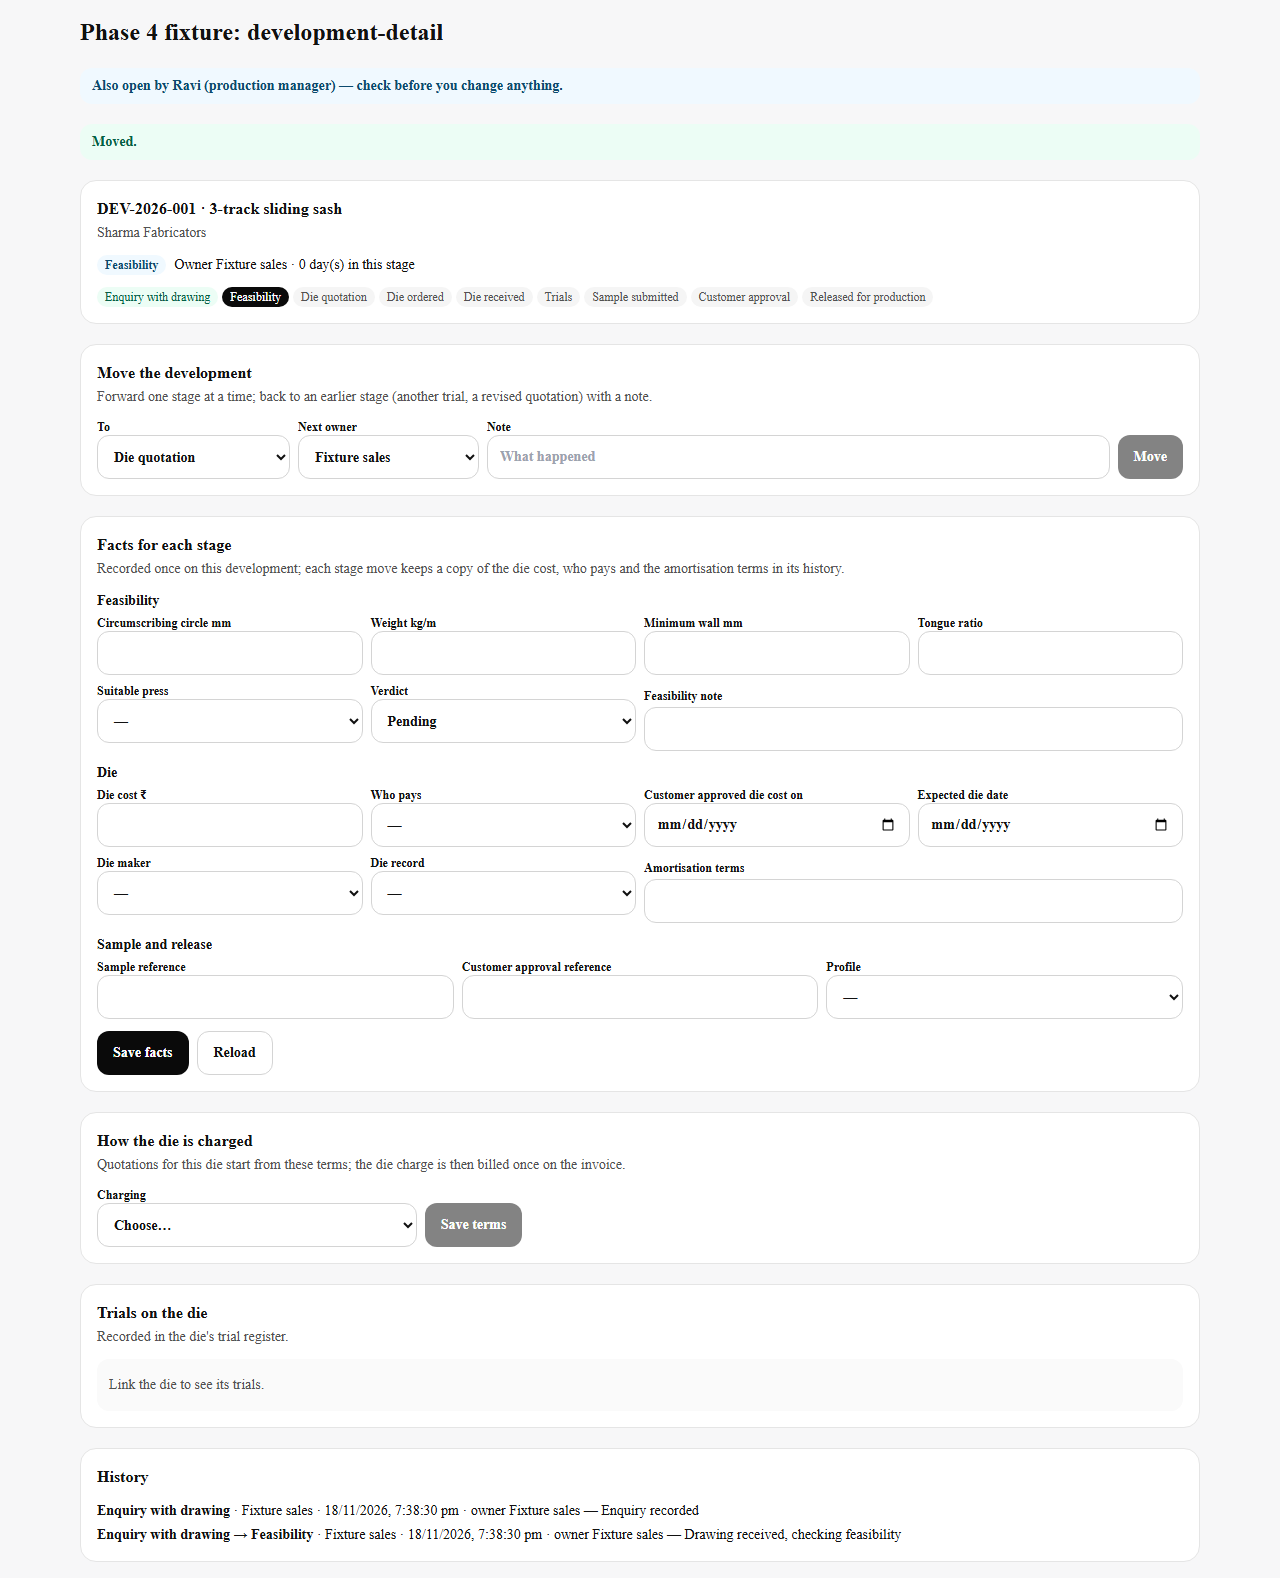 Phase 4 fixture: development-detail
Also open by Ravi (production manager) — check before you change anything.
Moved.
DEV-2026-001 · 3-track sliding sash
Sharma Fabricators
Feasibility Owner Fixture sales · 0 day(s) in this stage
Enquiry with drawing Feasibility Die quotation Die ordered Die received Trials Sample submitted Customer approval Released for production
Move the development
Forward one stage at a time; back to an earlier stage (another trial, a revised quotation) with a note.
To Next owner Note
Die quotation Fixture sales What happened Move
Facts for each stage
Recorded once on this development; each stage move keeps a copy of the die cost, who pays and the amortisation terms in its history.
Feasibility
Circumscribing circle mm Weight kg/m Minimum wall mm Tongue ratio
Suitable press Verdict Feasibility note
— Pending
Die
Die cost ₹ Who pays Customer approved die cost on Expected die date
— mm/dd/yyyy mm/dd/yyyy
Die maker Die record Amortisation terms
— —
Sample and release
Sample reference Customer approval reference Profile
—
Save facts Reload
How the die is charged
Quotations for this die start from these terms; the die charge is then billed once on the invoice.
Charging
Choose... Save terms
Trials on the die
Recorded in the die's trial register.
Link the die to see its trials.
History
Enquiry with drawing · Fixture sales · 18/11/2026, 7:38:30 pm · owner Fixture sales — Enquiry recorded
Enquiry with drawing → Feasibility · Fixture sales · 18/11/2026, 7:38:30 pm · owner Fixture sales — Drawing received, checking feasibility